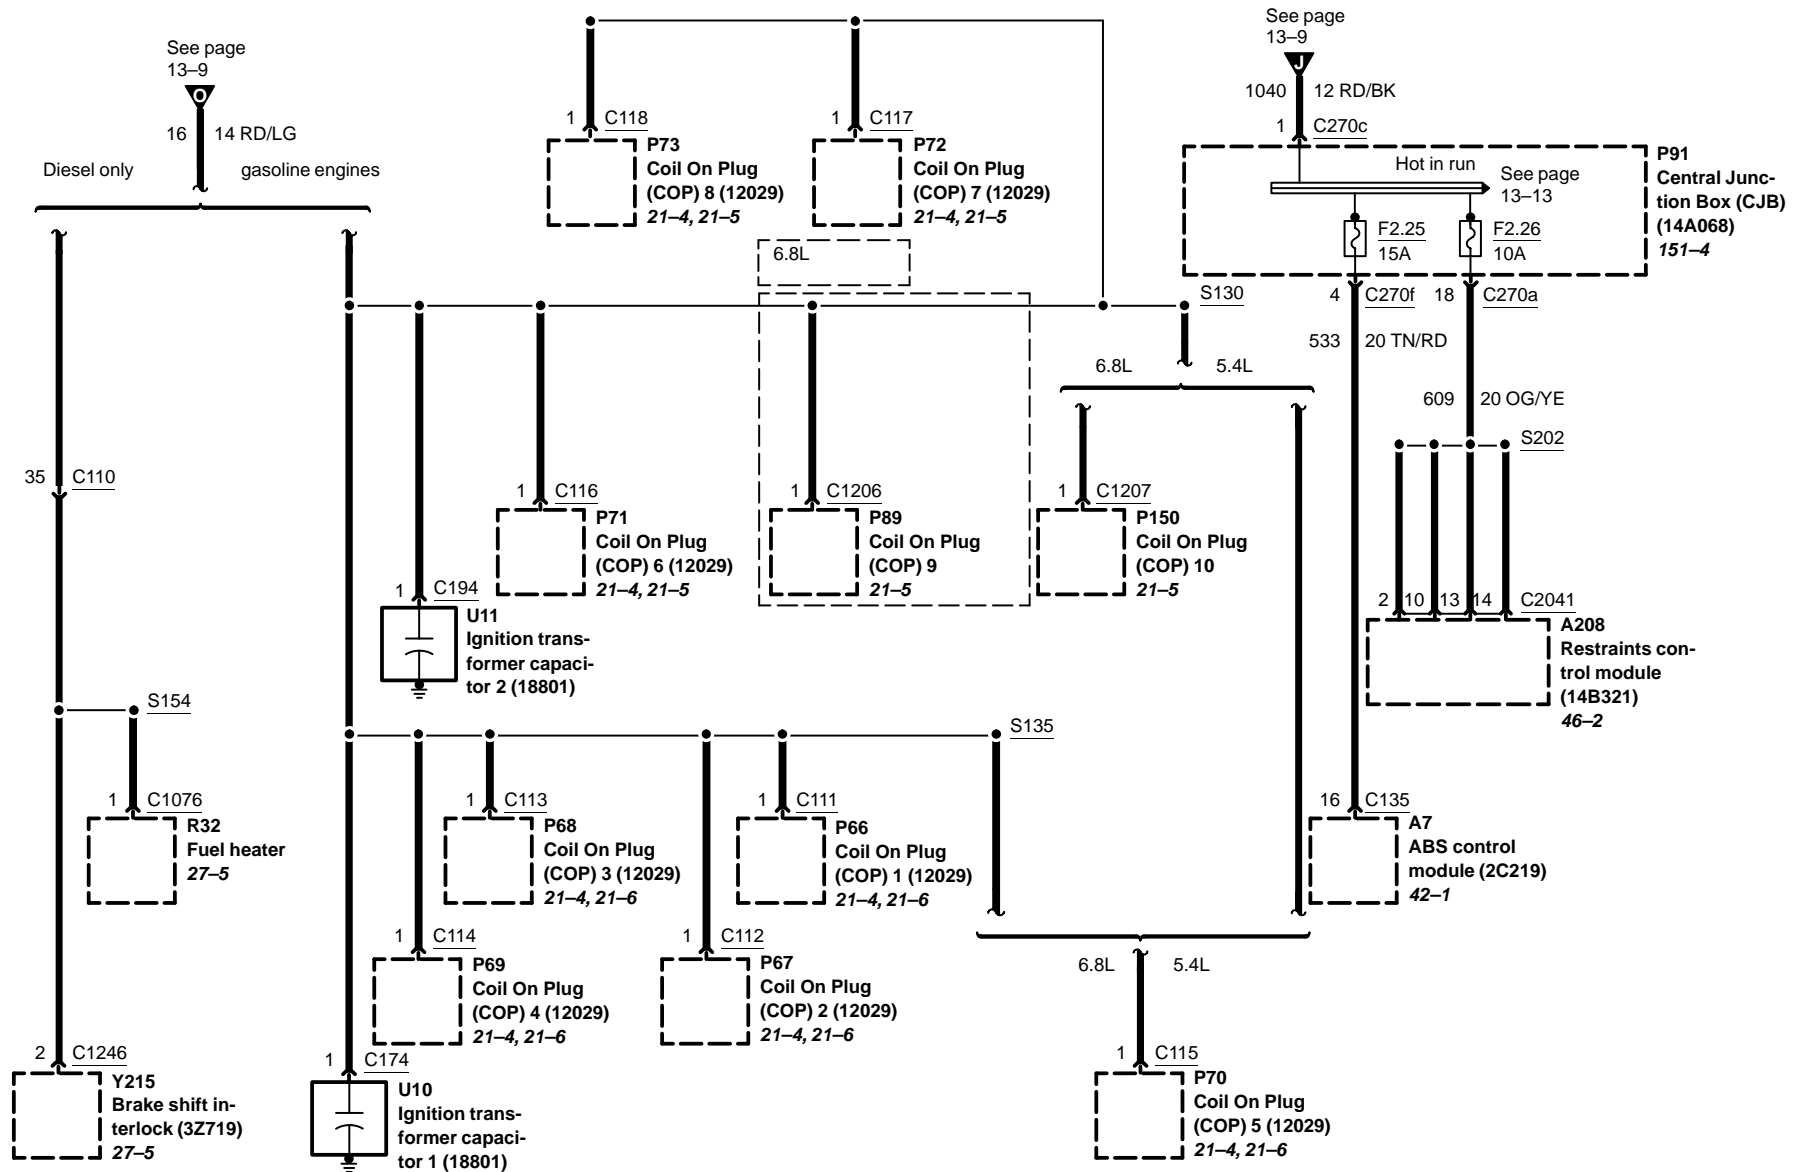 See page
13–9
O
16
14 RD/LG
Diesel only
gasoline engines
1
C118
P73
Coil On Plug
(COP) 8 (12029)
21–4, 21–5
1
C117
P72
Coil On Plug
(COP) 7 (12029)
21–4, 21–5
See page
13–9
J
1040
12 RD/BK
1
C270c
Hot in run
See page
13–13
F2.25
15A
F2.26
10A
P91
Central Junc-
tion Box (CJB)
(14A068)
151–4
6.8L
S130
4
C270f
18
C270a
533
20 TN/RD
6.8L
5.4L
609
20 OG/YE
S202
35
C110
1
C116
P71
Coil On Plug
(COP) 6 (12029)
21–4, 21–5
1
C1206
P89
Coil On Plug
(COP) 9
21–5
1
C1207
P150
Coil On Plug
(COP) 10
21–5
1
C194
U11
Ignition trans-
former capaci-
tor 2 (18801)
2
10
13
14
C2041
A208
Restraints con-
trol module
(14B321)
46–2
S154
S135
1
C1076
R32
Fuel heater
27–5
1
C113
P68
Coil On Plug
(COP) 3 (12029)
21–4, 21–6
1
C111
P66
Coil On Plug
(COP) 1 (12029)
21–4, 21–6
16
C135
A7
ABS control
module (2C219)
42–1
1
C114
P69
Coil On Plug
(COP) 4 (12029)
21–4, 21–6
1
C112
P67
Coil On Plug
(COP) 2 (12029)
21–4, 21–6
6.8L
5.4L
2
C1246
Y215
Brake shift in-
terlock (3Z719)
27–5
1
C174
U10
Ignition trans-
former capaci-
tor 1 (18801)
1
C115
P70
Coil On Plug
(COP) 5 (12029)
21–4, 21–6